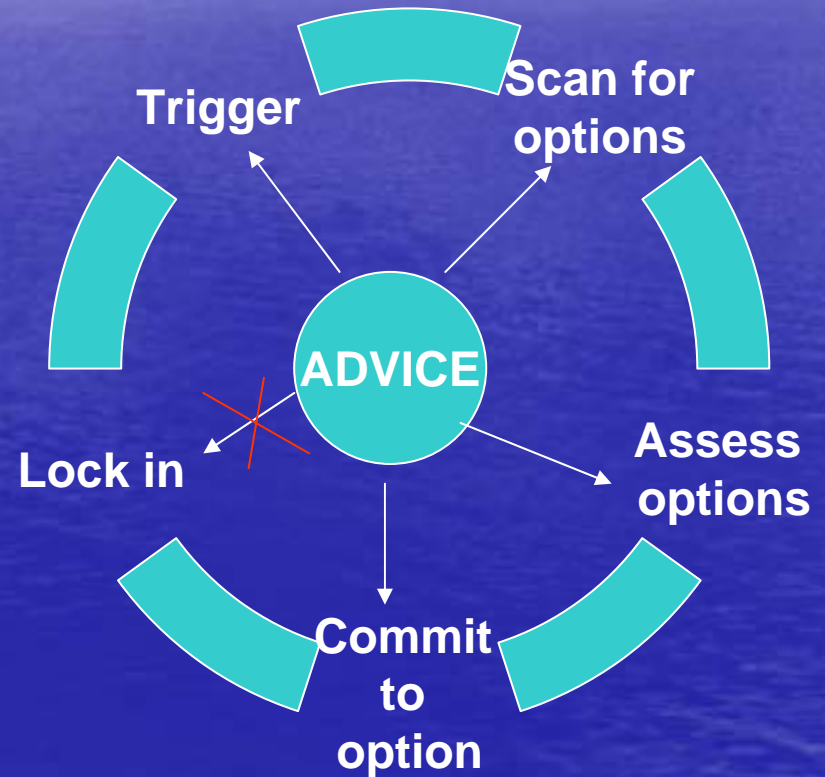 Trigger
Scan for
options
ADVICE
Assess
options
Commit
to
option
Lock in